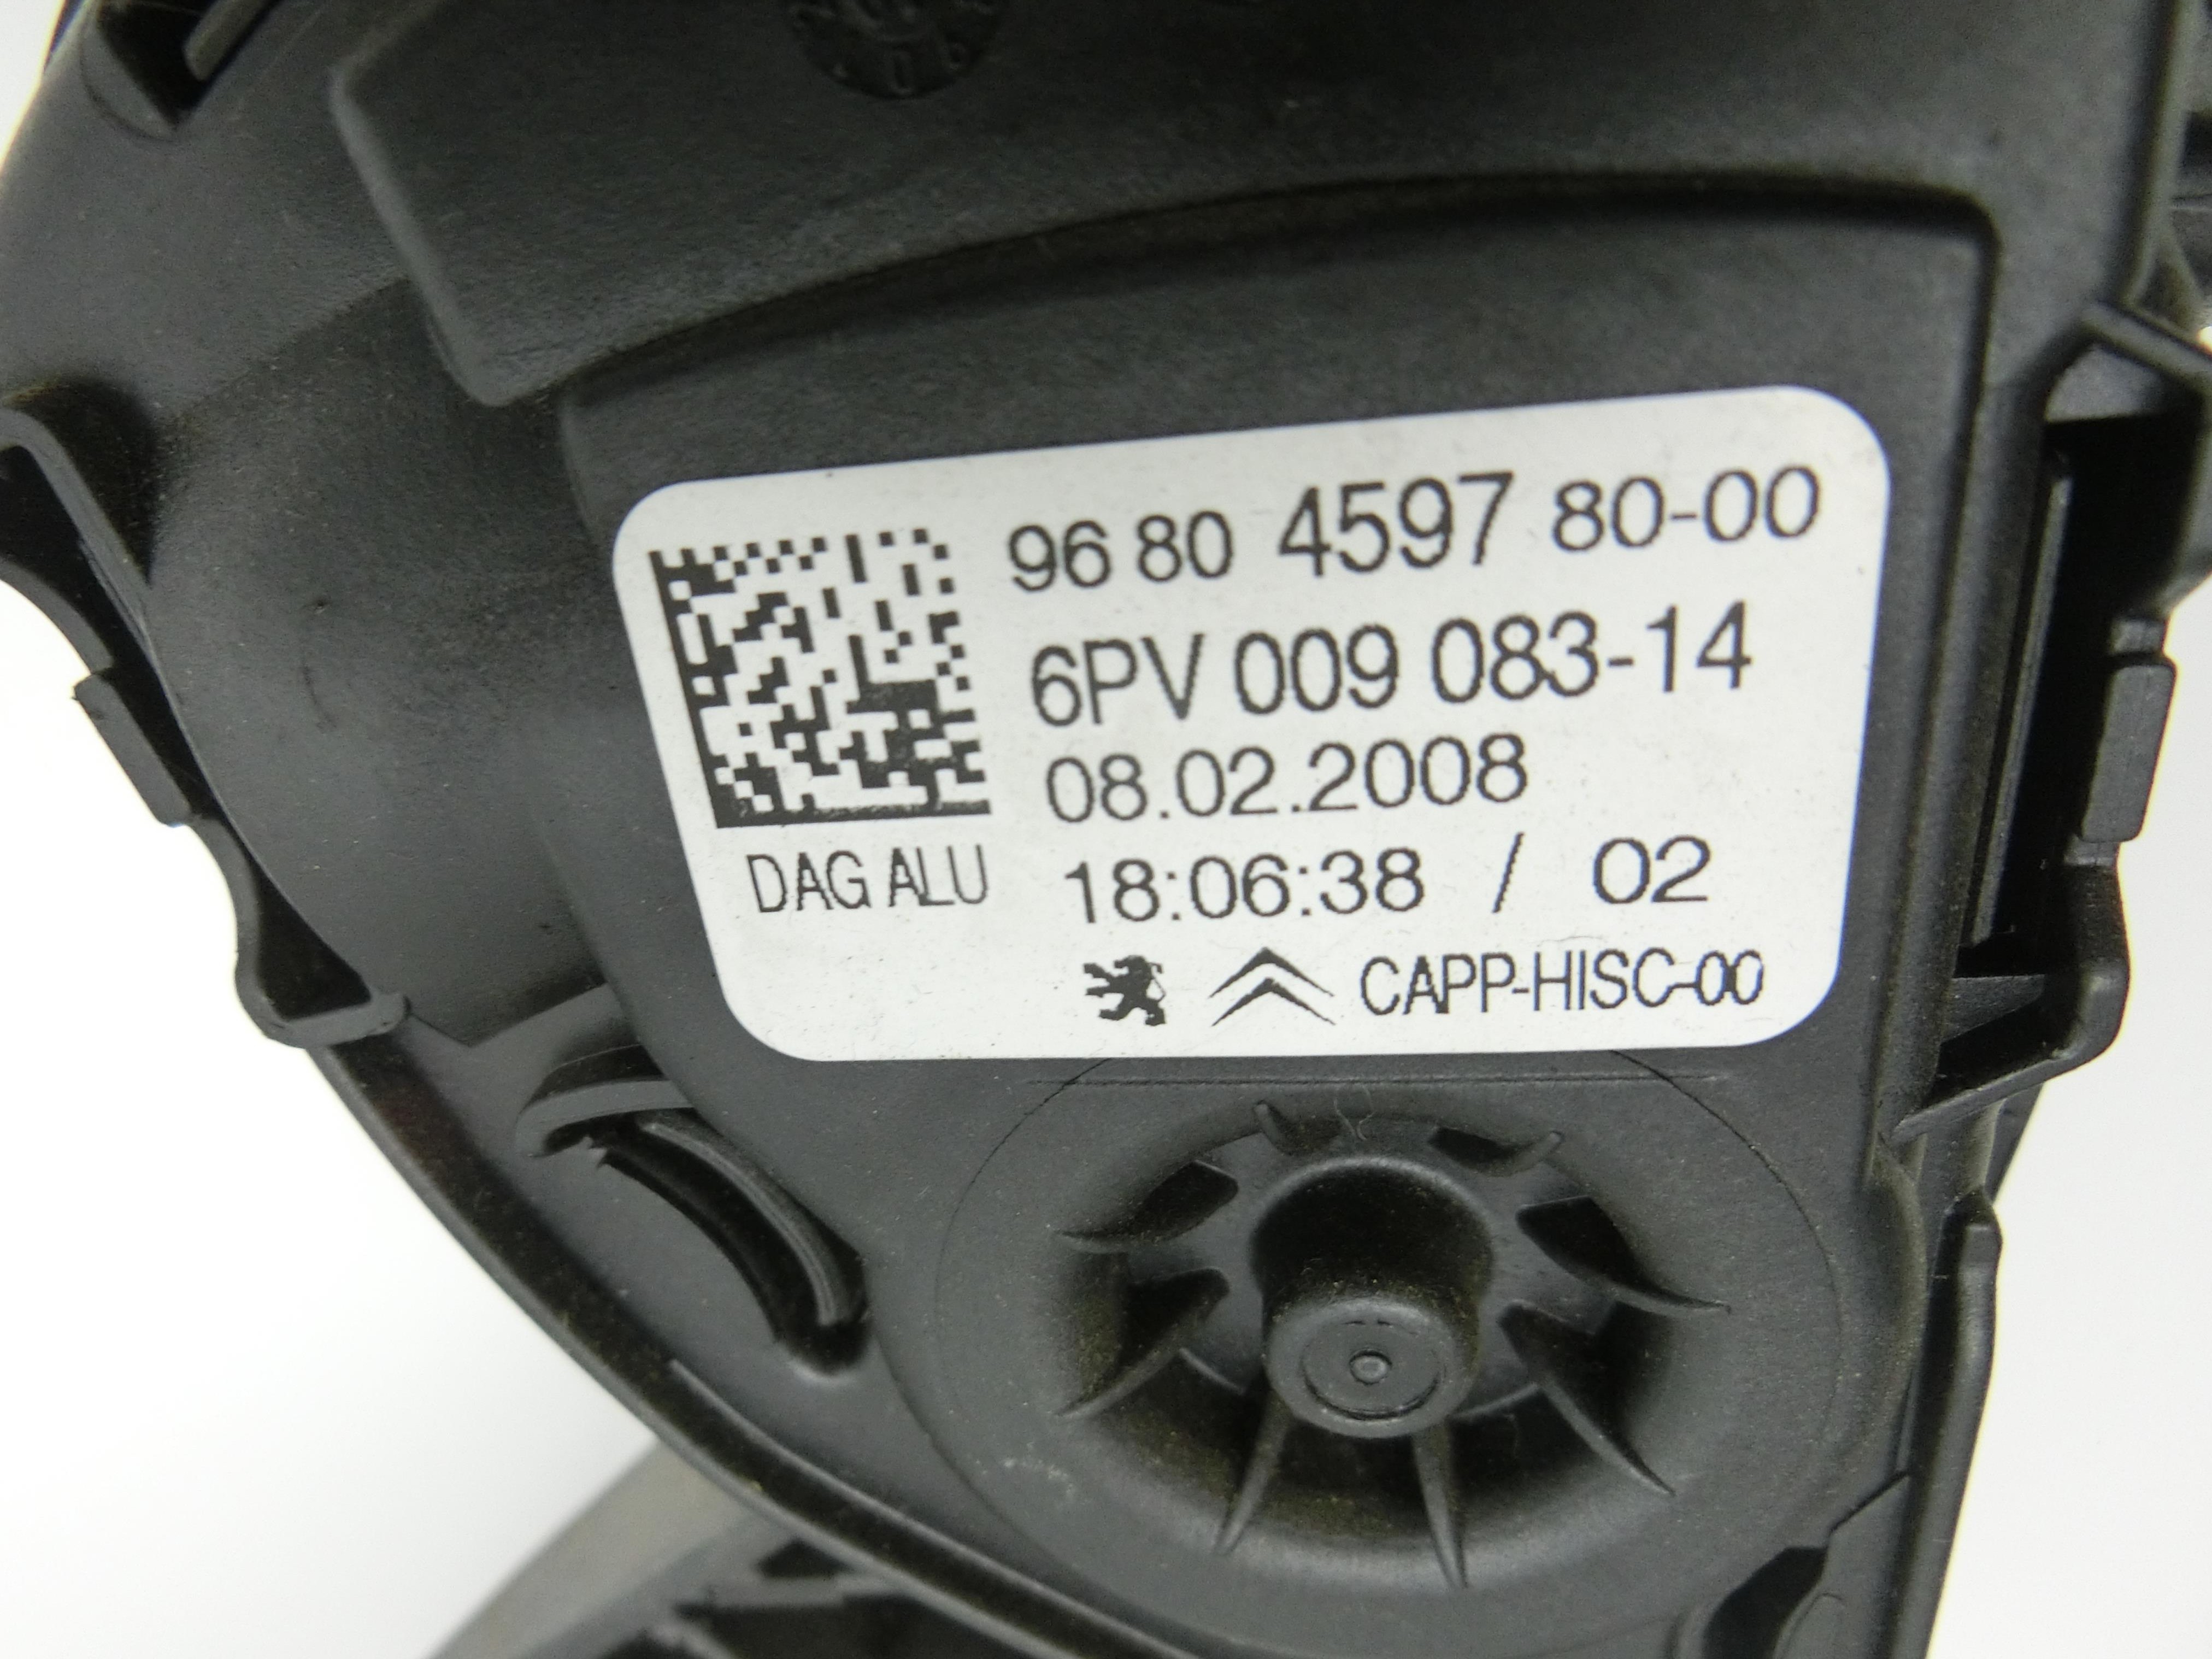 96 80 4597 80-00
6PV 009 083-14
08.02.2008
DAG ALU 18:06:38 / 02
CAPP-HISC-00